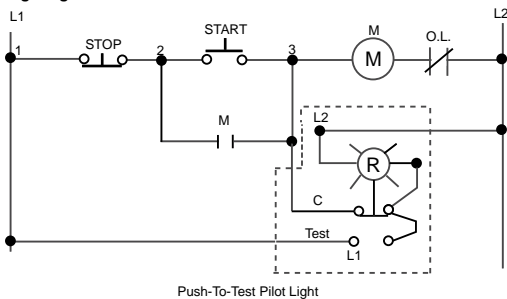 L1
L2
START
M
STOP
O.L.
1
2
3
M
M
L2
R
C
Test
L1
Push-To-Test Pilot Light